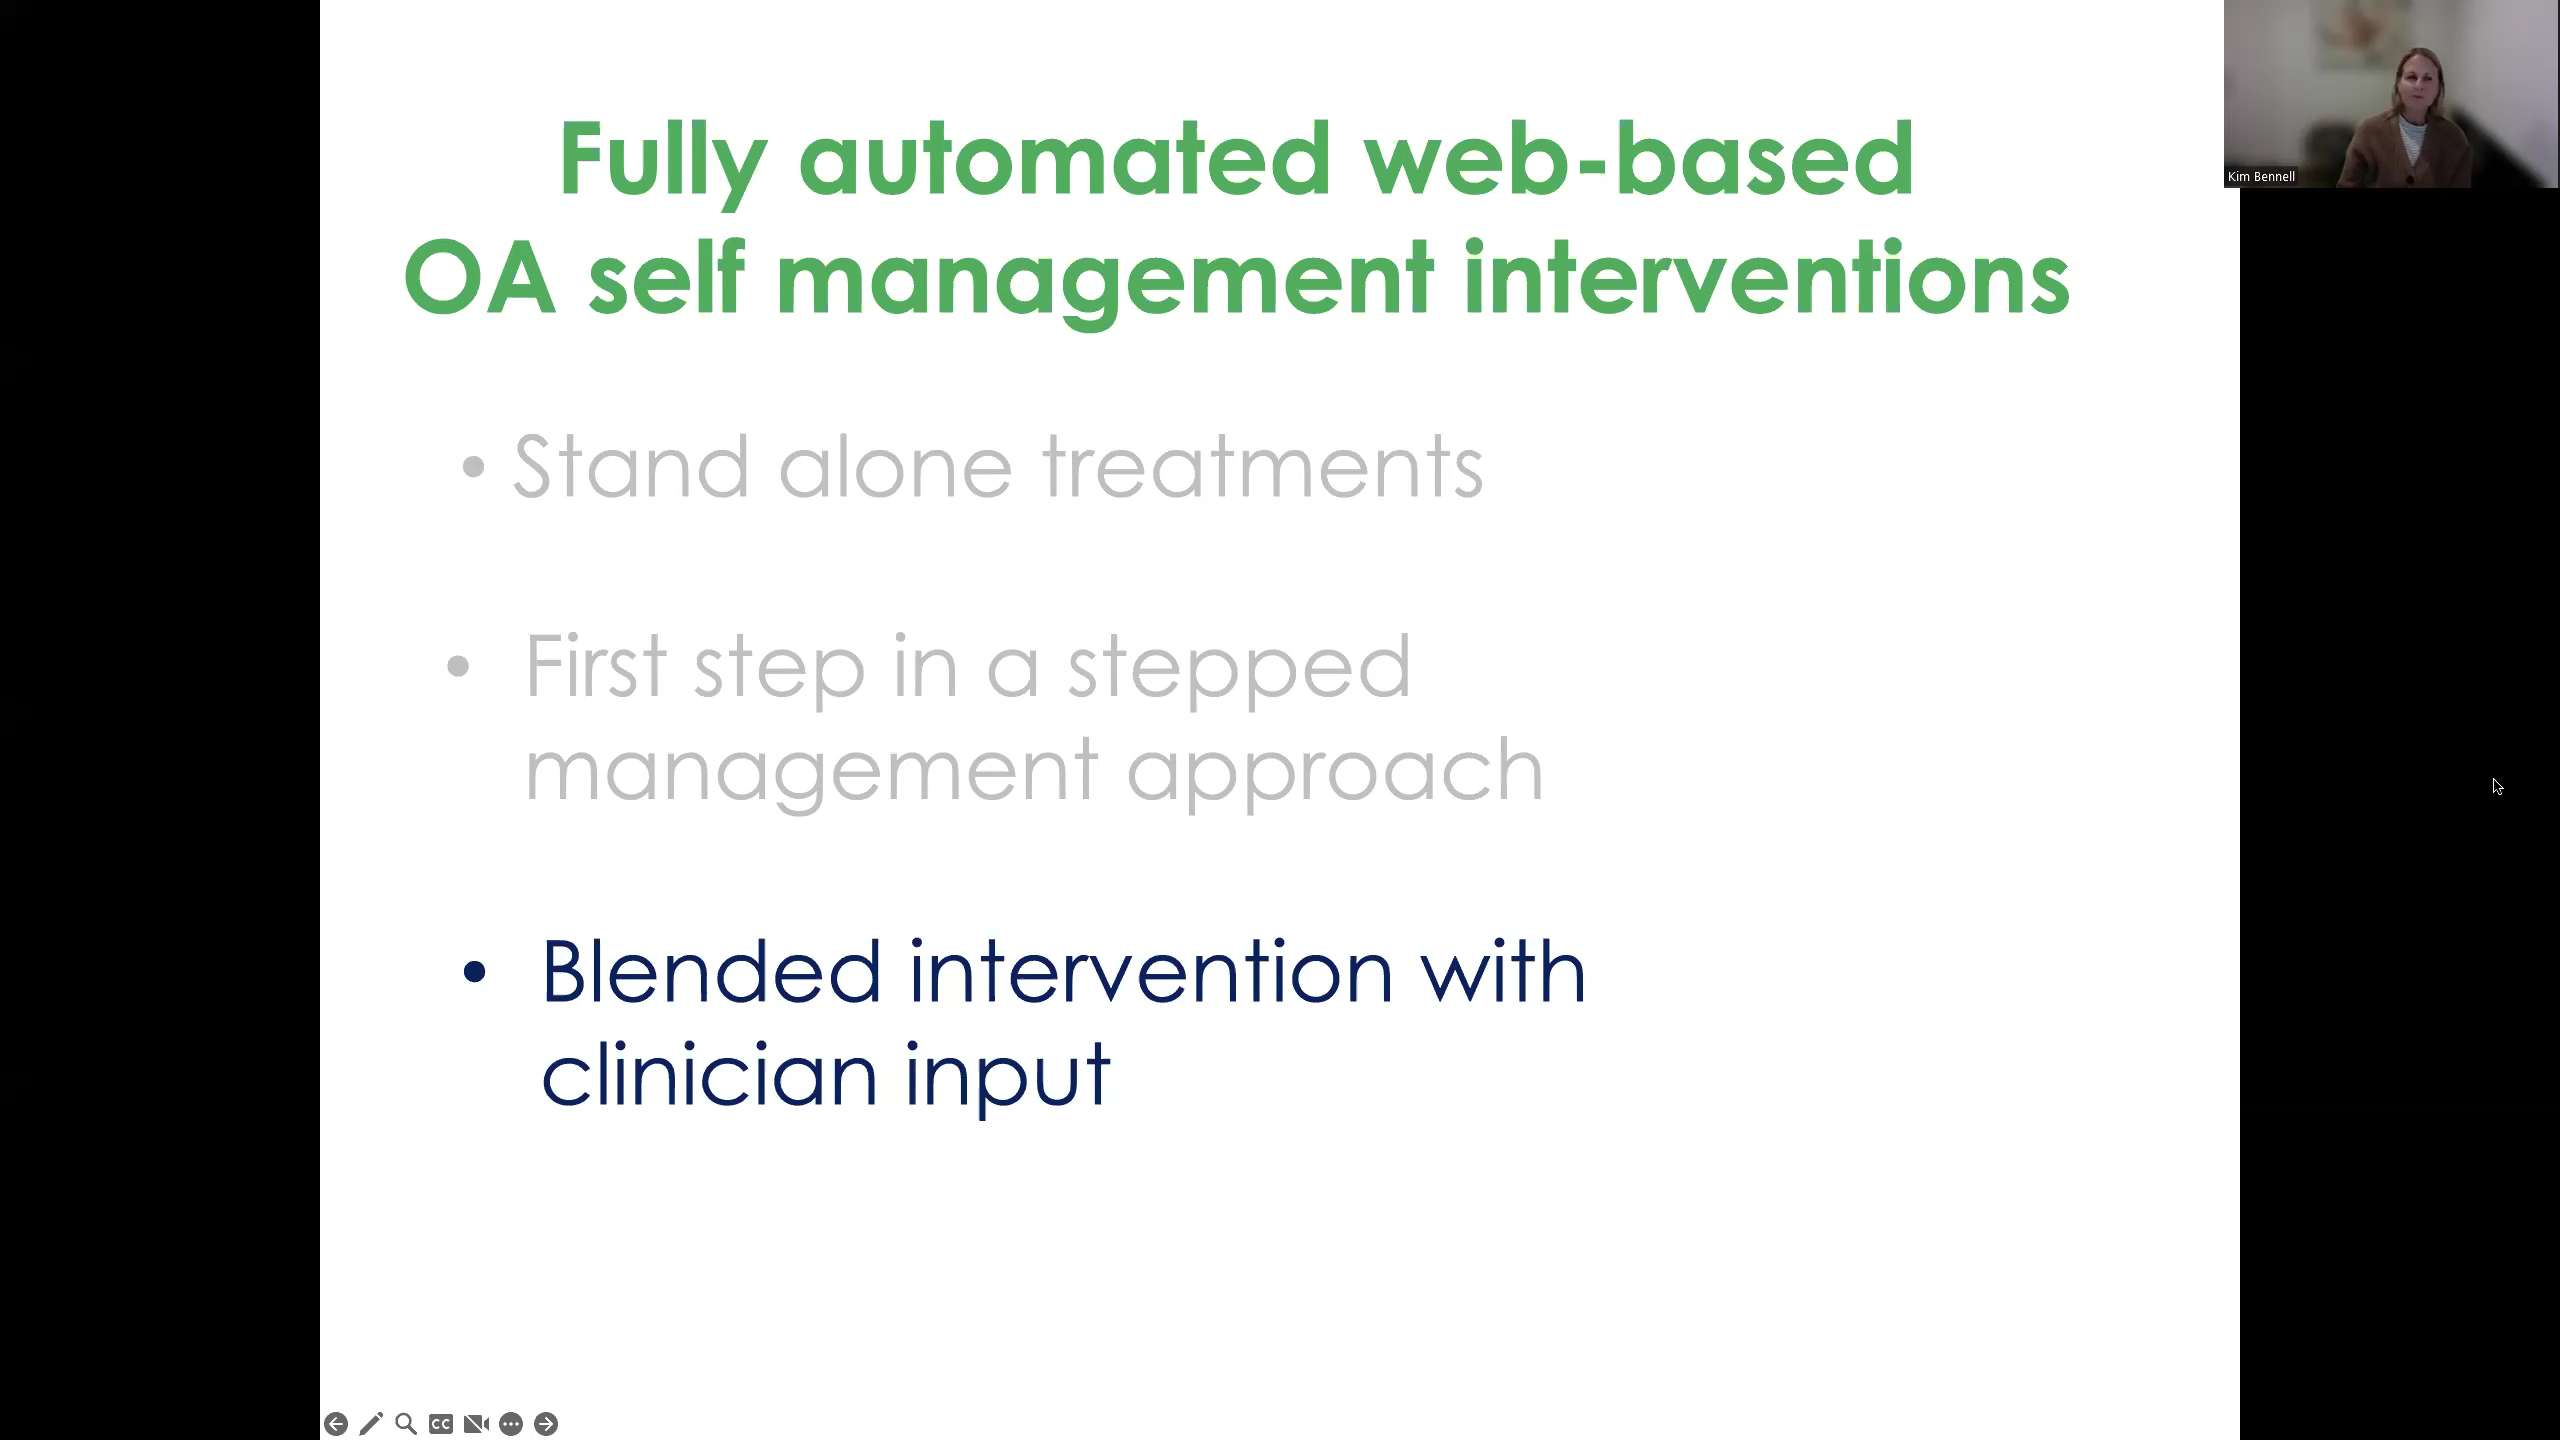 Fully automated web-based
OA self management interventions
• Stand alone treatments
• First step in a stepped
management approach
• Blended intervention with
clinician input
Kim Bennell
CC